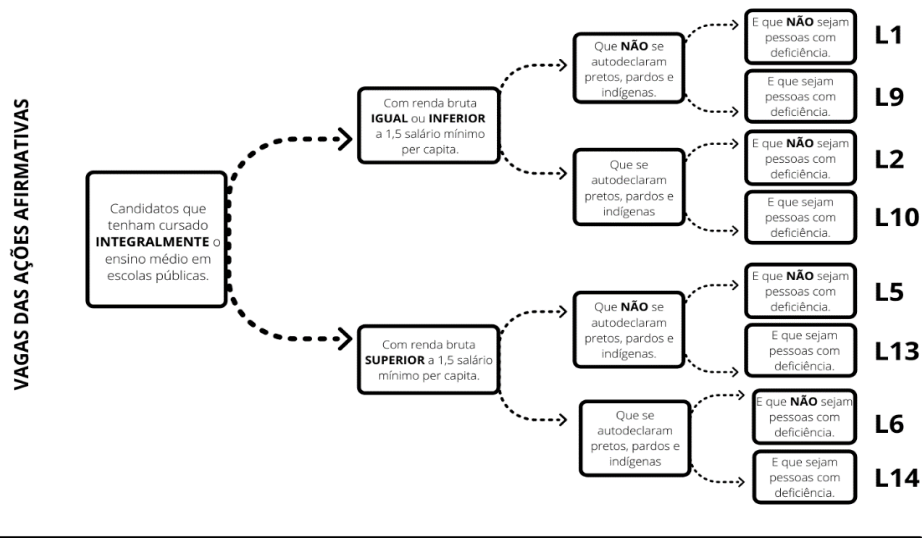 VAGAS DAS AÇÕES AFIRMATIVAS
Candidatos que
tenham cursado
INTEGRALMENTE o
ensino médio em
escolas públicas.
Com renda bruta
IGUAL ou INFERIOR
a 1,5 salário mínimo
per capita.
Que NÃO se
autodeclaram
pretos, pardos e
indígenas.
E que NÃO sejam
pessoas com
deficiência.
L1
E que sejam
pessoas com
deficiência.
L9
Que se
autodeclaram
pretos, pardos e
indígenas
E que NÃO sejam
pessoas com
deficiência.
L2
E que sejam
pessoas com
deficiência.
L10
Com renda bruta
SUPERIOR a 1,5 salário
mínimo per capita.
Que NÃO se
autodeclaram
pretos, pardos e
indígenas.
E que NÃO sejam
pessoas com
deficiência.
L5
E que sejam
pessoas com
deficiência.
L13
Que se
autodeclaram
pretos, pardos e
indígenas
E que NÃO sejam
pessoas com
deficiência.
L6
E que sejam
pessoas com
deficiência.
L14